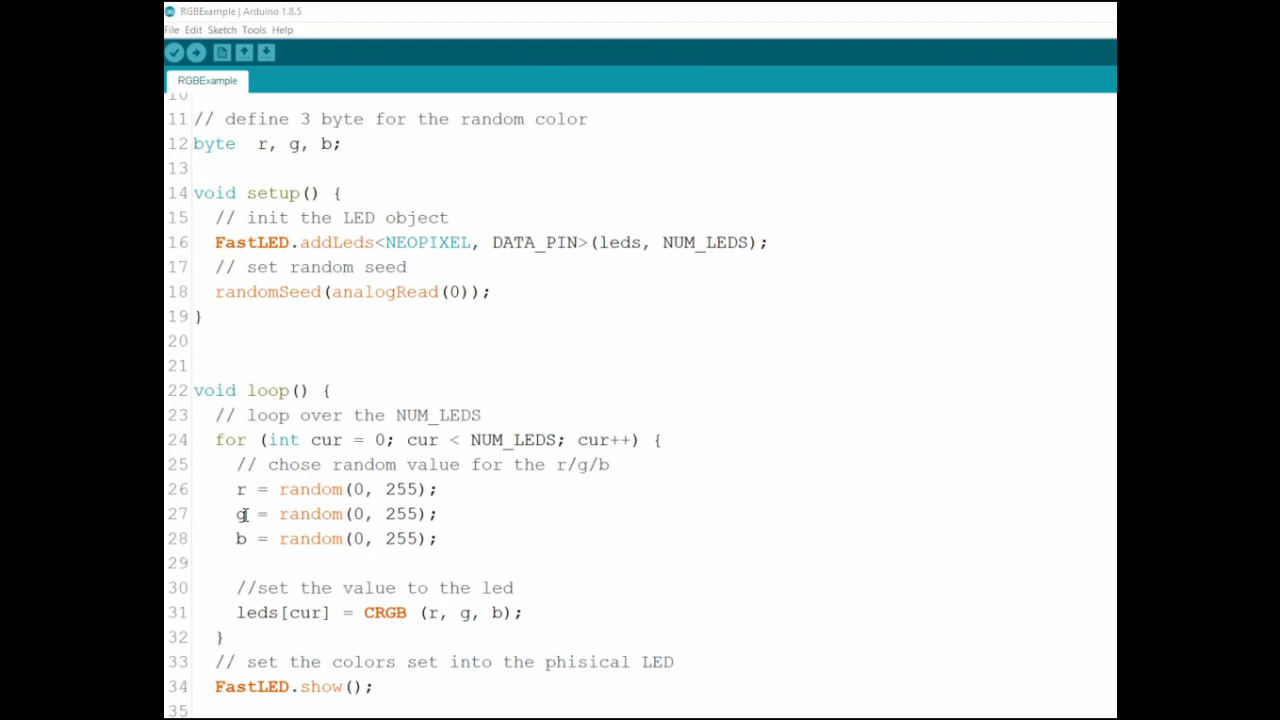 RGBExample | Arduino 1.8.5
File Edit Sketch Tools Help
RGBExample
10
11 // define 3 byte for the random color
12 byte  r, g, b;
13
14 void setup() {
15   // init the LED object
16   FastLED.addLeds<NEOPIXEL, DATA_PIN>(leds, NUM_LEDS);
17   // set random seed
18   randomSeed(analogRead(0));
19 }
20
21
22 void loop() {
23   // loop over the NUM_LEDS
24   for (int cur = 0; cur < NUM_LEDS; cur++) {
25     // chose random value for the r/g/b
26     r = random(0, 255);
27     g = random(0, 255);
28     b = random(0, 255);
29
30     //set the value to the led
31     leds[cur] = CRGB (r, g, b);
32   }
33   // set the colors set into the phisical LED
34   FastLED.show();
35